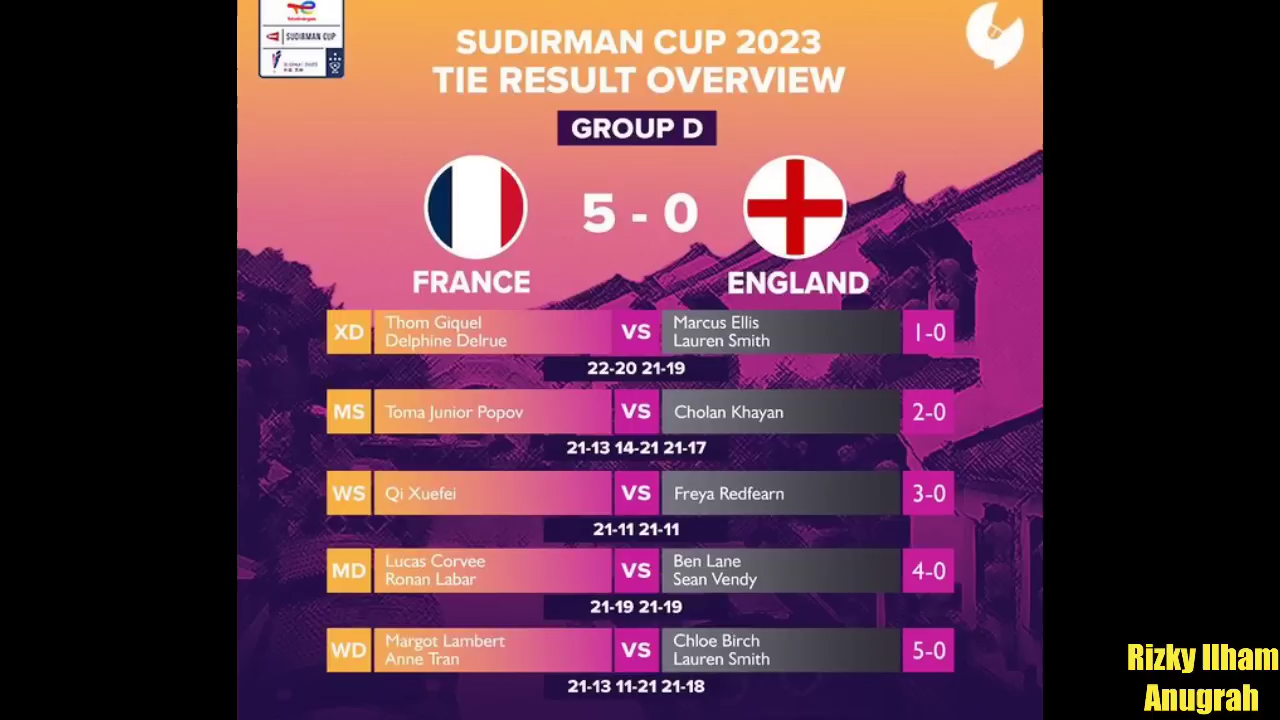 TotalEnergies
SUDIRMAN CUP
SUDIRMAN CUP 2023
TIE RESULT OVERVIEW
GROUP D
5 - 0
FRANCE
ENGLAND
XD
Thom Giquel
Delphine Delrue
VS
Marcus Ellis
Lauren Smith
1-0
22-20 21-19
MS
Toma Junior Popov
VS
Cholan Khayan
2-0
21-13 14-21 21-17
WS
Qi Xuefei
VS
Freya Redfearn
3-0
21-11 21-11
MD
Lucas Corvee
Ronan Labar
VS
Ben Lane
Sean Vendy
4-0
21-19 21-19
WD
Margot Lambert
Anne Tran
VS
Chloe Birch
Lauren Smith
5-0
21-13 11-21 21-18
Rizky Ilham
Anugrah